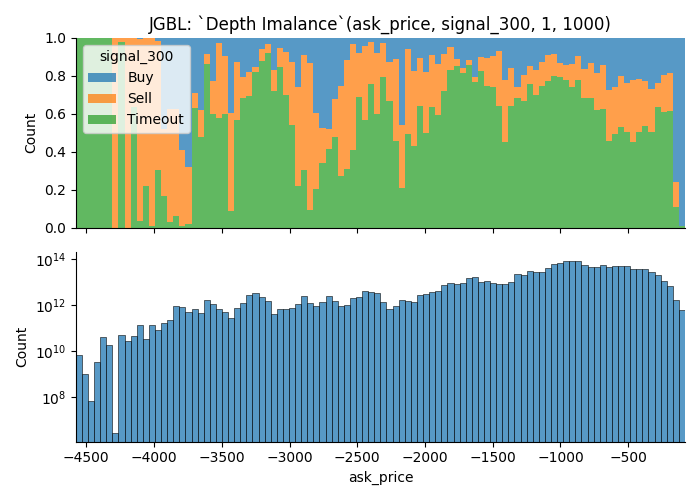 JGBL: `Depth Imalance`(ask_price, signal_300, 1, 1000)
1.0
0.8
0.6
0.4
0.2
0.0
Count
signal_300
Buy
Sell
Timeout
10^14
10^12
10^10
10^8
Count
−4500 −4000 −3500 −3000 −2500 −2000 −1500 −1000 −500
ask_price